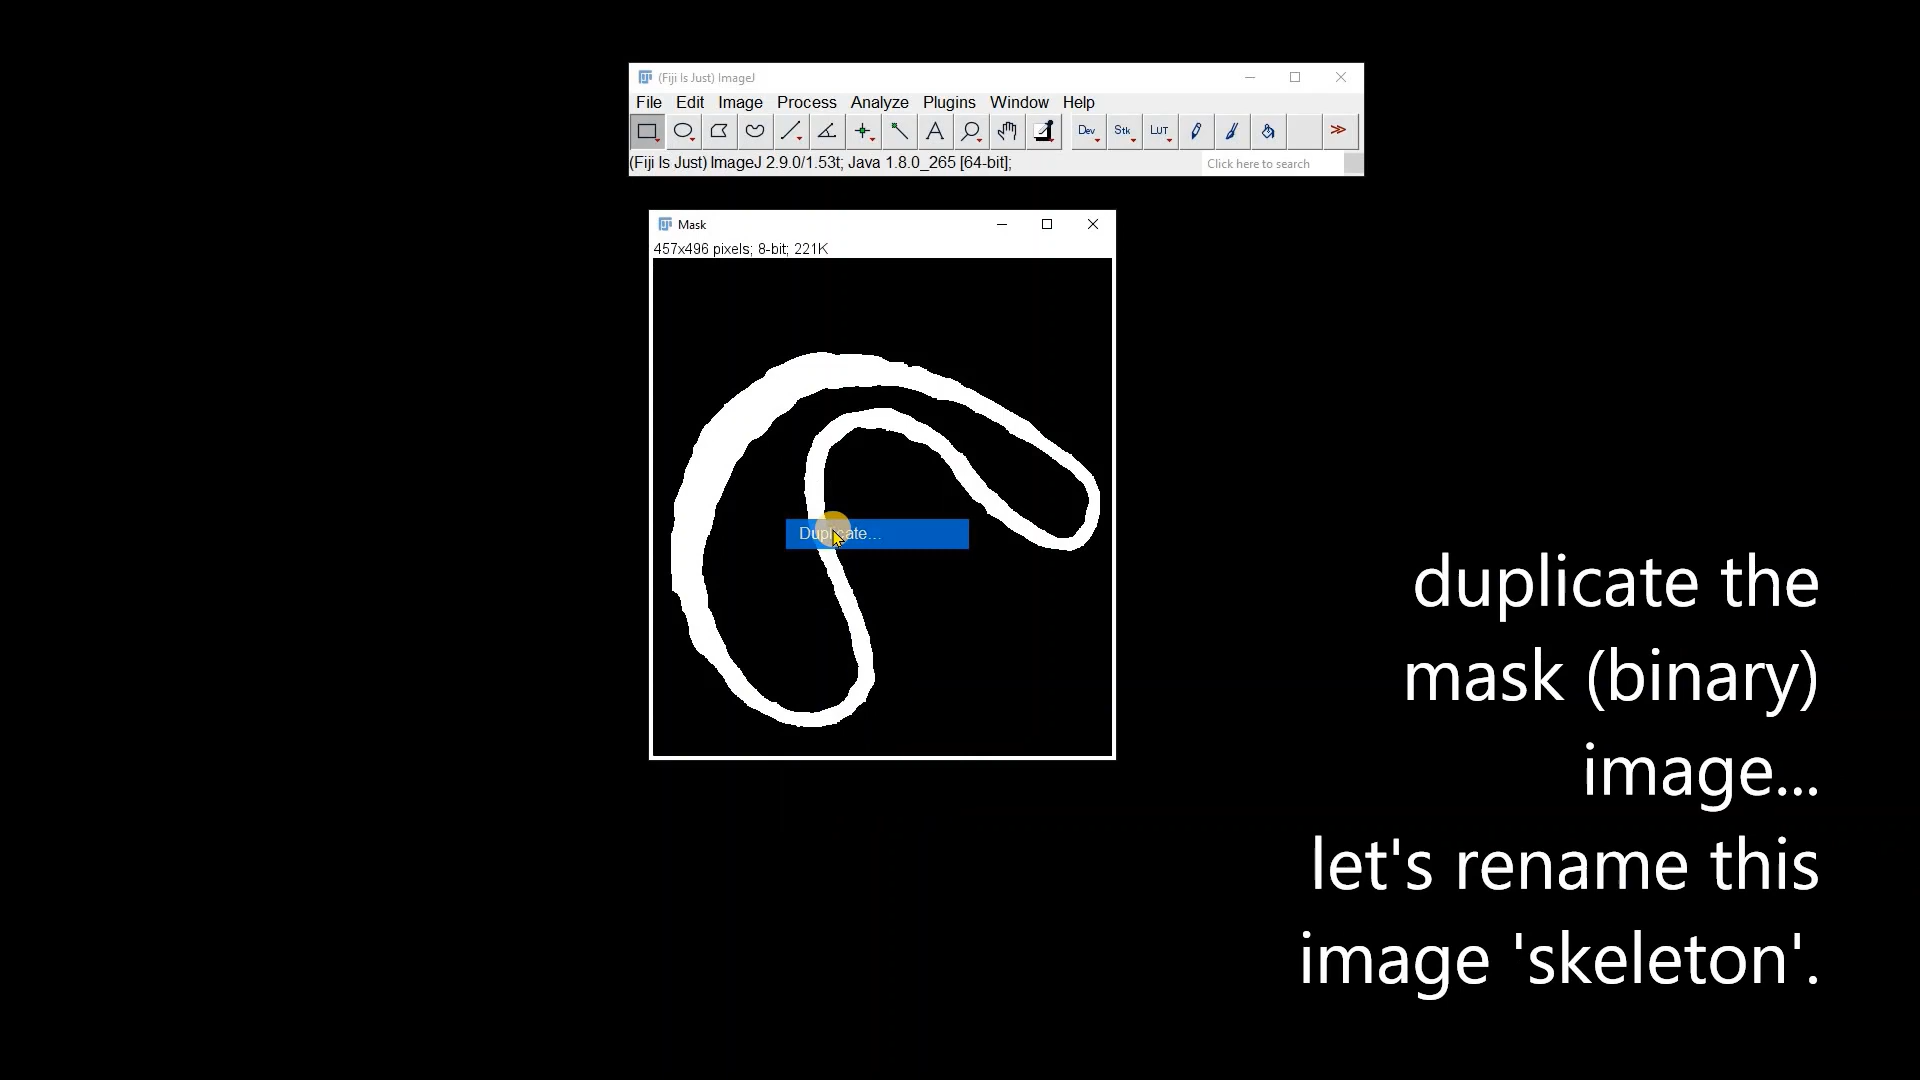 (Fiji Is Just) ImageJ
File Edit Image Process Analyze Plugins Window Help
Dev Stk LUT
(Fiji Is Just) ImageJ 2.9.0/1.53t; Java 1.8.0_265 [64-bit];
Click here to search
Mask
457x496 pixels; 8-bit; 221K
Duplicate...
duplicate the
mask (binary)
image...
let's rename this
image 'skeleton'.